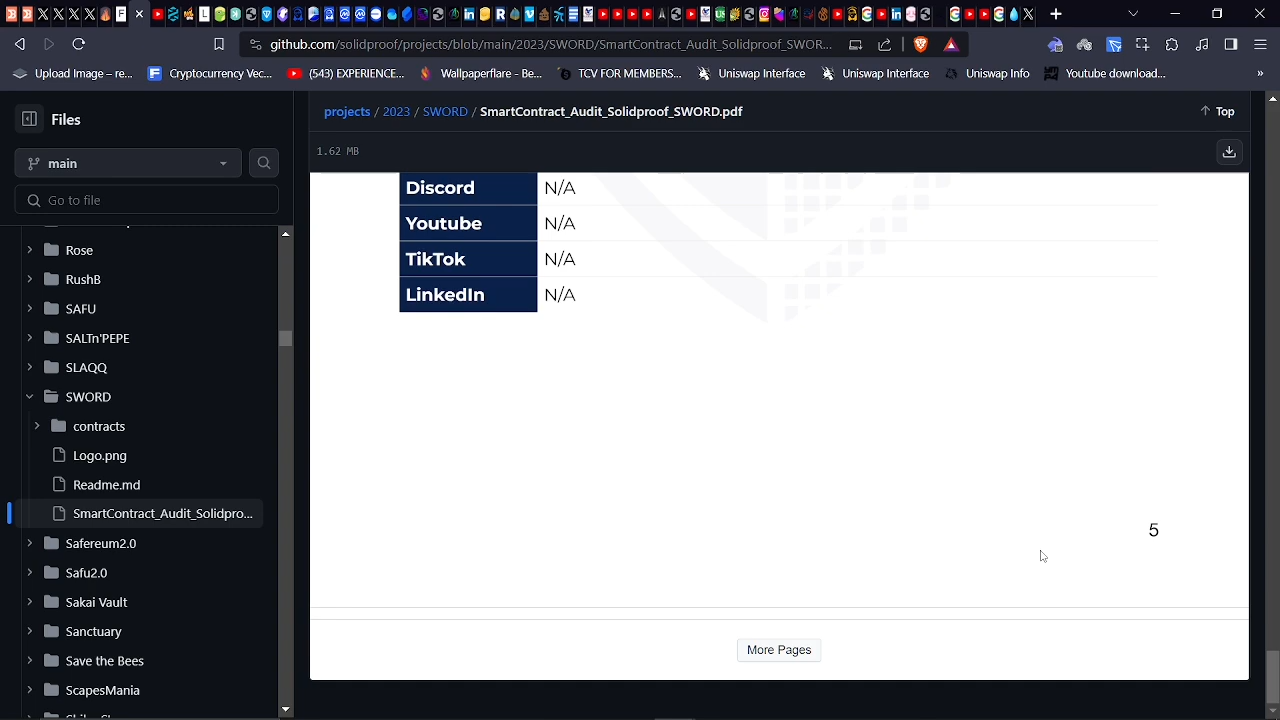 github.com/solidproof/projects/blob/main/2023/SWORD/SmartContract_Audit_Solidproof_SWOR...
Upload Image – re...
Cryptocurrency Vec...
(543) EXPERIENCE...
Wallpaperflare - Be...
TCV FOR MEMBERS...
Uniswap Interface
Uniswap Interface
Uniswap Info
Youtube download...
»
Files
projects / 2023 / SWORD / SmartContract_Audit_Solidproof_SWORD.pdf
Top
main
1.62 MB
Go to file
Discord N/A
Youtube N/A
TikTok N/A
LinkedIn N/A
Rose
RushB
SAFU
SALTn'PEPE
SLAQQ
SWORD
contracts
Logo.png
Readme.md
SmartContract_Audit_Solidpro...
Safereum2.0
Safu2.0
Sakai Vault
Sanctuary
Save the Bees
ScapesMania
5
More Pages